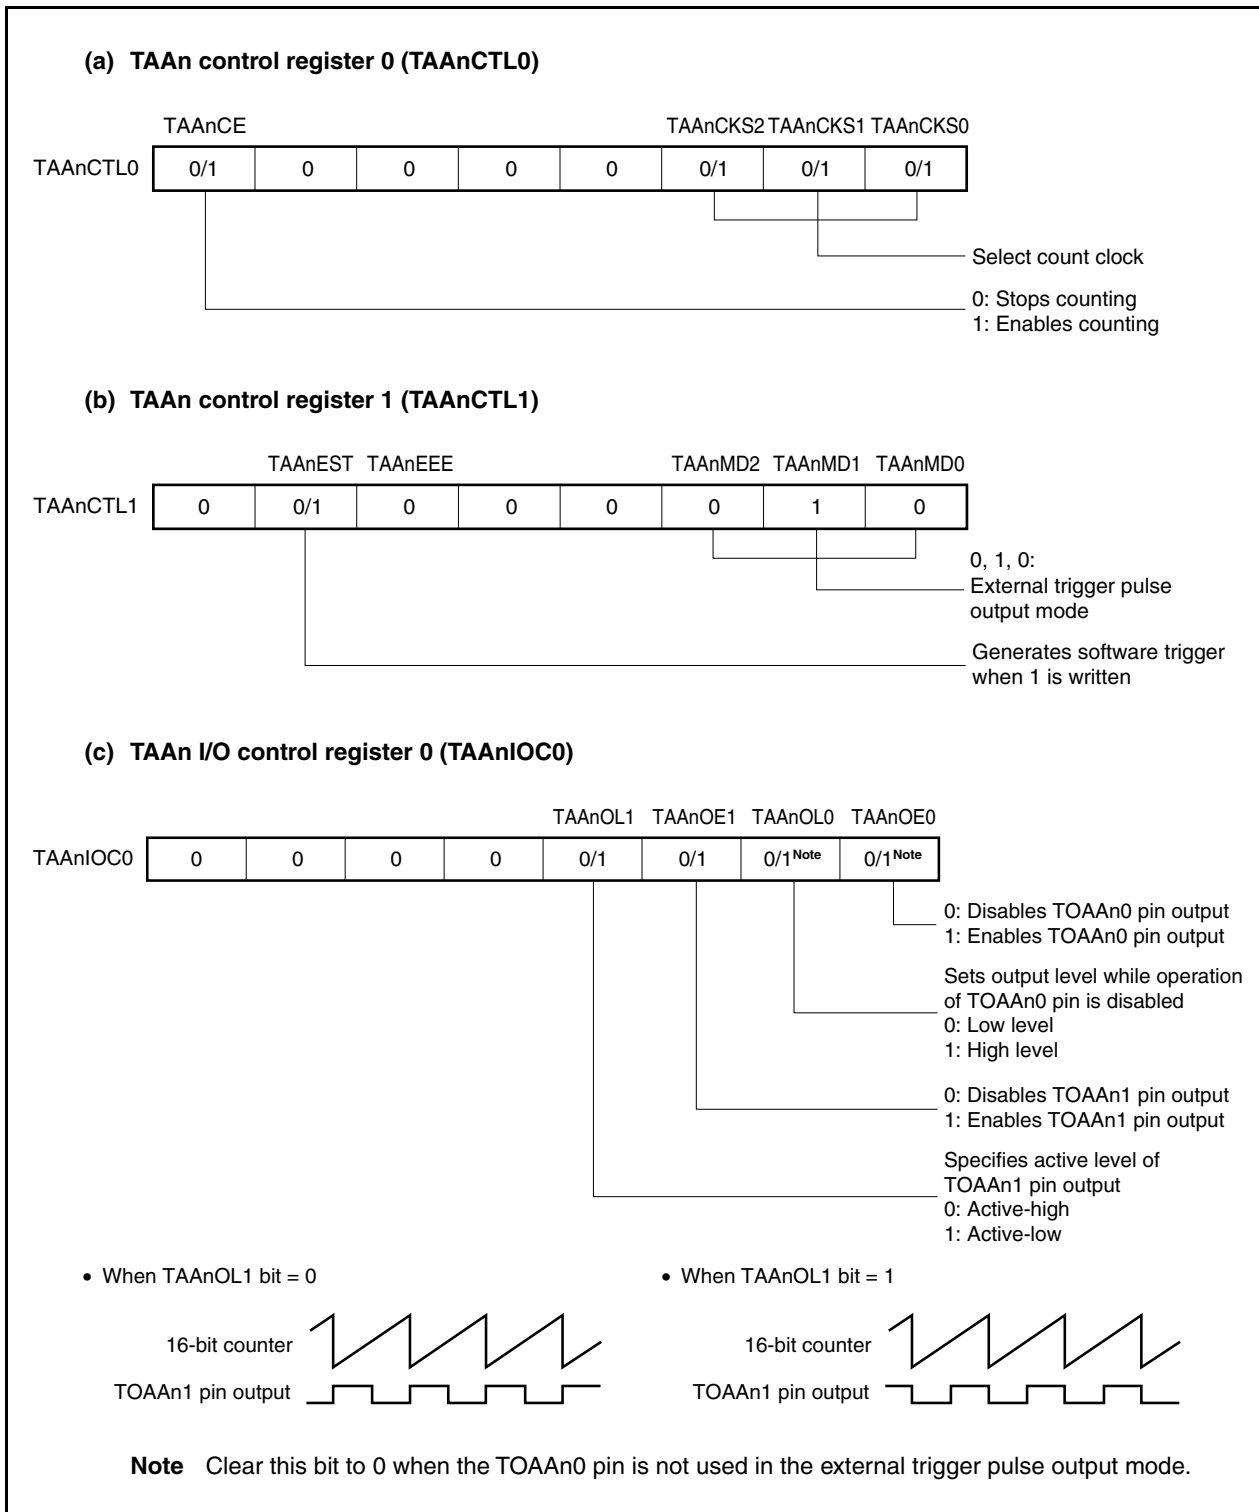 (a) TAAn control register 0 (TAAnCTL0)
TAAnCE TAAnCKS2 TAAnCKS1 TAAnCKS0
TAAnCTL0 0/1 0 0 0 0 0/1 0/1 0/1
Select count clock
0: Stops counting
1: Enables counting
(b) TAAn control register 1 (TAAnCTL1)
TAAnEST TAAnEEE TAAnMD2 TAAnMD1 TAAnMD0
TAAnCTL1 0 0/1 0 0 0 0 1 0
0, 1, 0:
External trigger pulse
output mode
Generates software trigger
when 1 is written
(c) TAAn I/O control register 0 (TAAnIOC0)
TAAnOL1 TAAnOE1 TAAnOL0 TAAnOE0
TAAnIOC0 0 0 0 0 0/1 0/1 0/1Note 0/1Note
0: Disables TOAAn0 pin output
1: Enables TOAAn0 pin output
Sets output level while operation
of TOAAn0 pin is disabled
0: Low level
1: High level
0: Disables TOAAn1 pin output
1: Enables TOAAn1 pin output
Specifies active level of
TOAAn1 pin output
0: Active-high
1: Active-low
• When TAAnOL1 bit = 0 • When TAAnOL1 bit = 1
16-bit counter 16-bit counter
TOAAn1 pin output TOAAn1 pin output
Note Clear this bit to 0 when the TOAAn0 pin is not used in the external trigger pulse output mode.